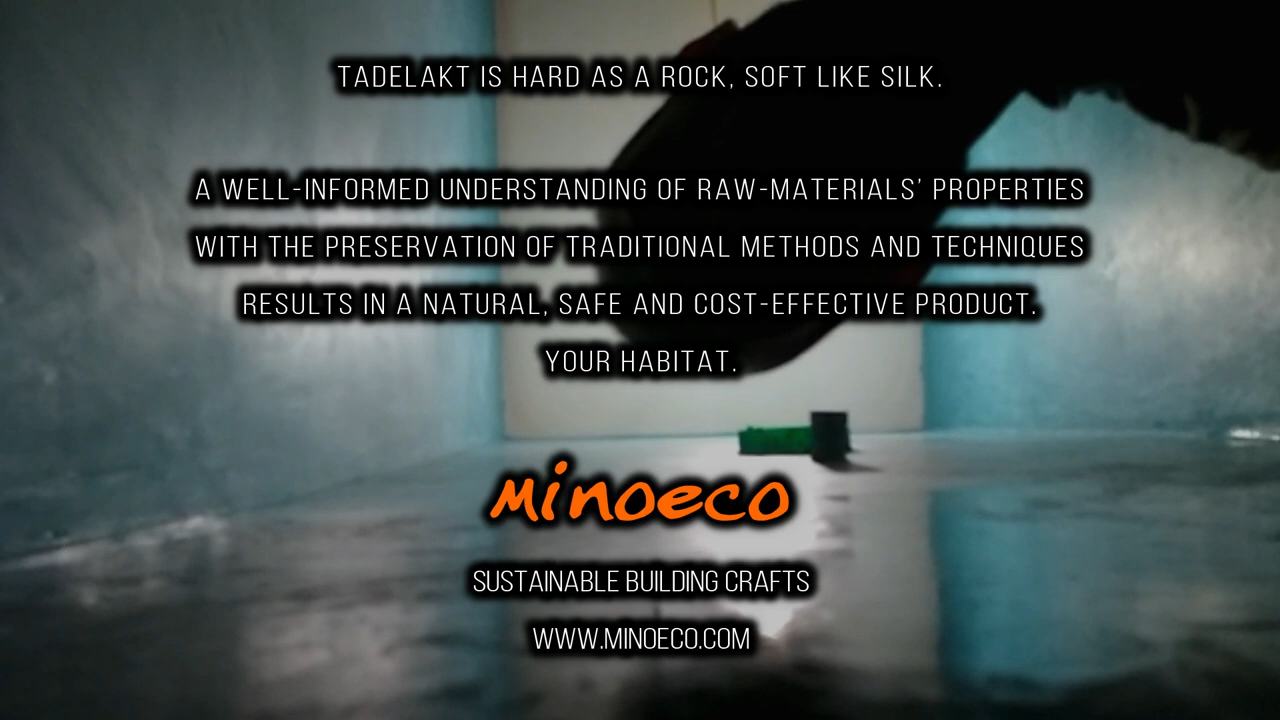 TADELAKT IS HARD AS A ROCK, SOFT LIKE SILK.
A WELL-INFORMED UNDERSTANDING OF RAW-MATERIALS' PROPERTIES
WITH THE PRESERVATION OF TRADITIONAL METHODS AND TECHNIQUES
RESULTS IN A NATURAL, SAFE AND COST-EFFECTIVE PRODUCT.
YOUR HABITAT.
minoeco
SUSTAINABLE BUILDING CRAFTS
WWW.MINOECO.COM